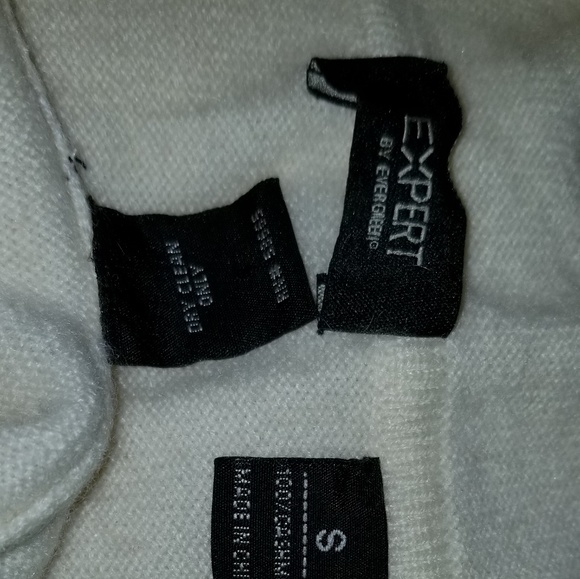 EXPERT
BY EVERGREEN©
DRY CLEAN
ONLY
S
100%CASHM
MADE IN CHI